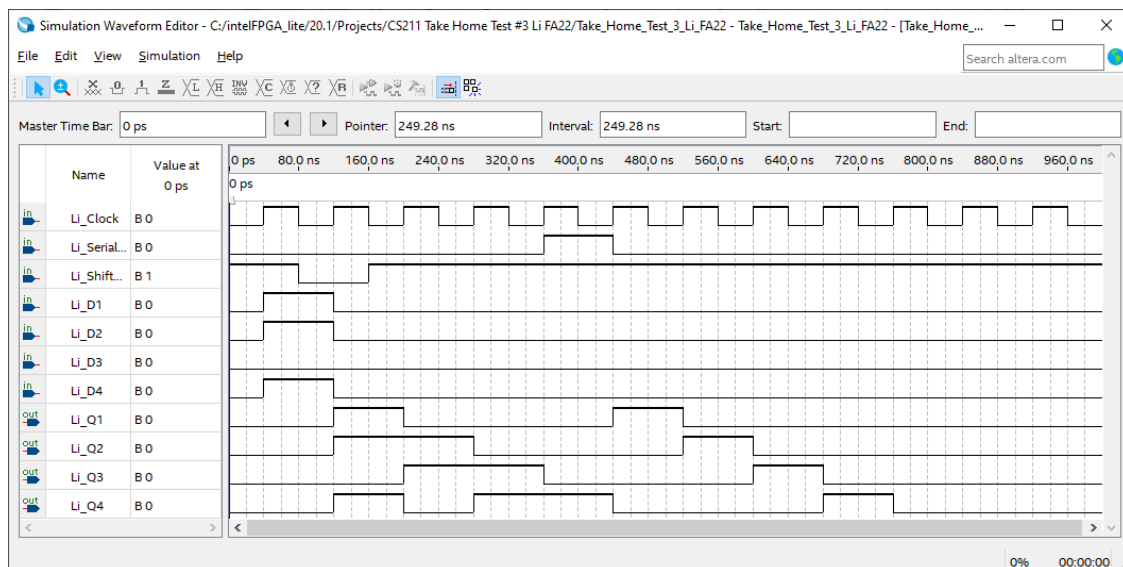 Simulation Waveform Editor - C:/intelFPGA_lite/20.1/Projects/CS211 Take Home Test #3 Li FA22/Take_Home_Test_3_Li_FA22 - Take_Home_Test_3_Li_FA22 - [Take_Home_...
File Edit View Simulation Help
Search altera.com
Master Time Bar: 0 ps Pointer: 249.28 ns Interval: 249.28 ns Start: End:
Name Value at 0 ps
0 ps 80.0 ns 160.0 ns 240.0 ns 320.0 ns 400.0 ns 480.0 ns 560.0 ns 640.0 ns 720.0 ns 800.0 ns 880.0 ns 960.0 ns
0 ps
in Li_Clock B 0
in Li_Serial... B 0
in Li_Shift... B 1
in Li_D1 B 0
in Li_D2 B 0
in Li_D3 B 0
in Li_D4 B 0
out Li_Q1 B 0
out Li_Q2 B 0
out Li_Q3 B 0
out Li_Q4 B 0
0% 00:00:00